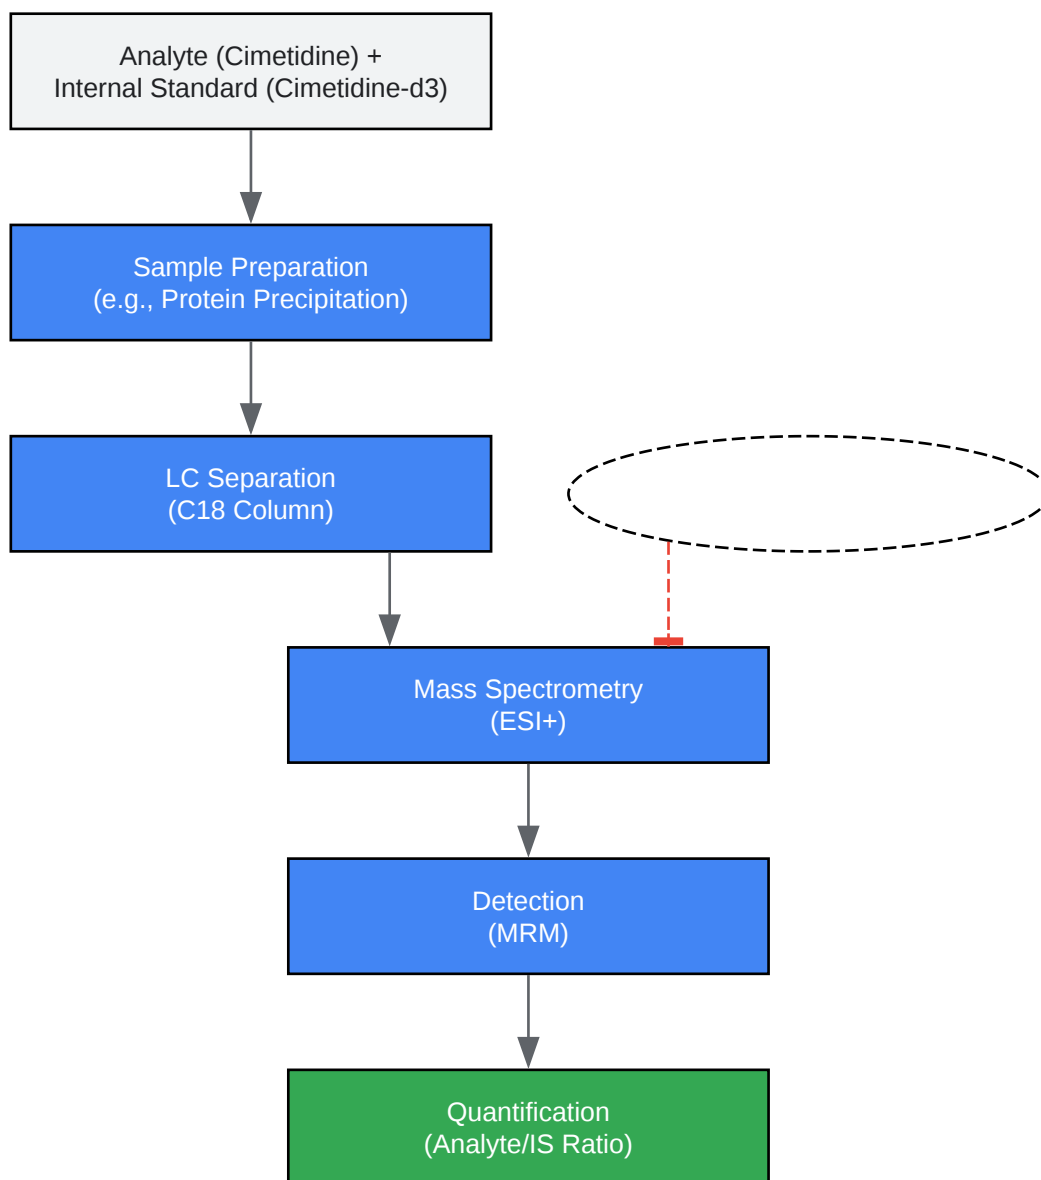 Analyte (Cimetidine) +
Internal Standard (Cimetidine-d3)
Sample Preparation
(e.g., Protein Precipitation)
LC Separation
(C18 Column)
Mass Spectrometry
(ESI+)
Detection
(MRM)
Quantification
(Analyte/IS Ratio)